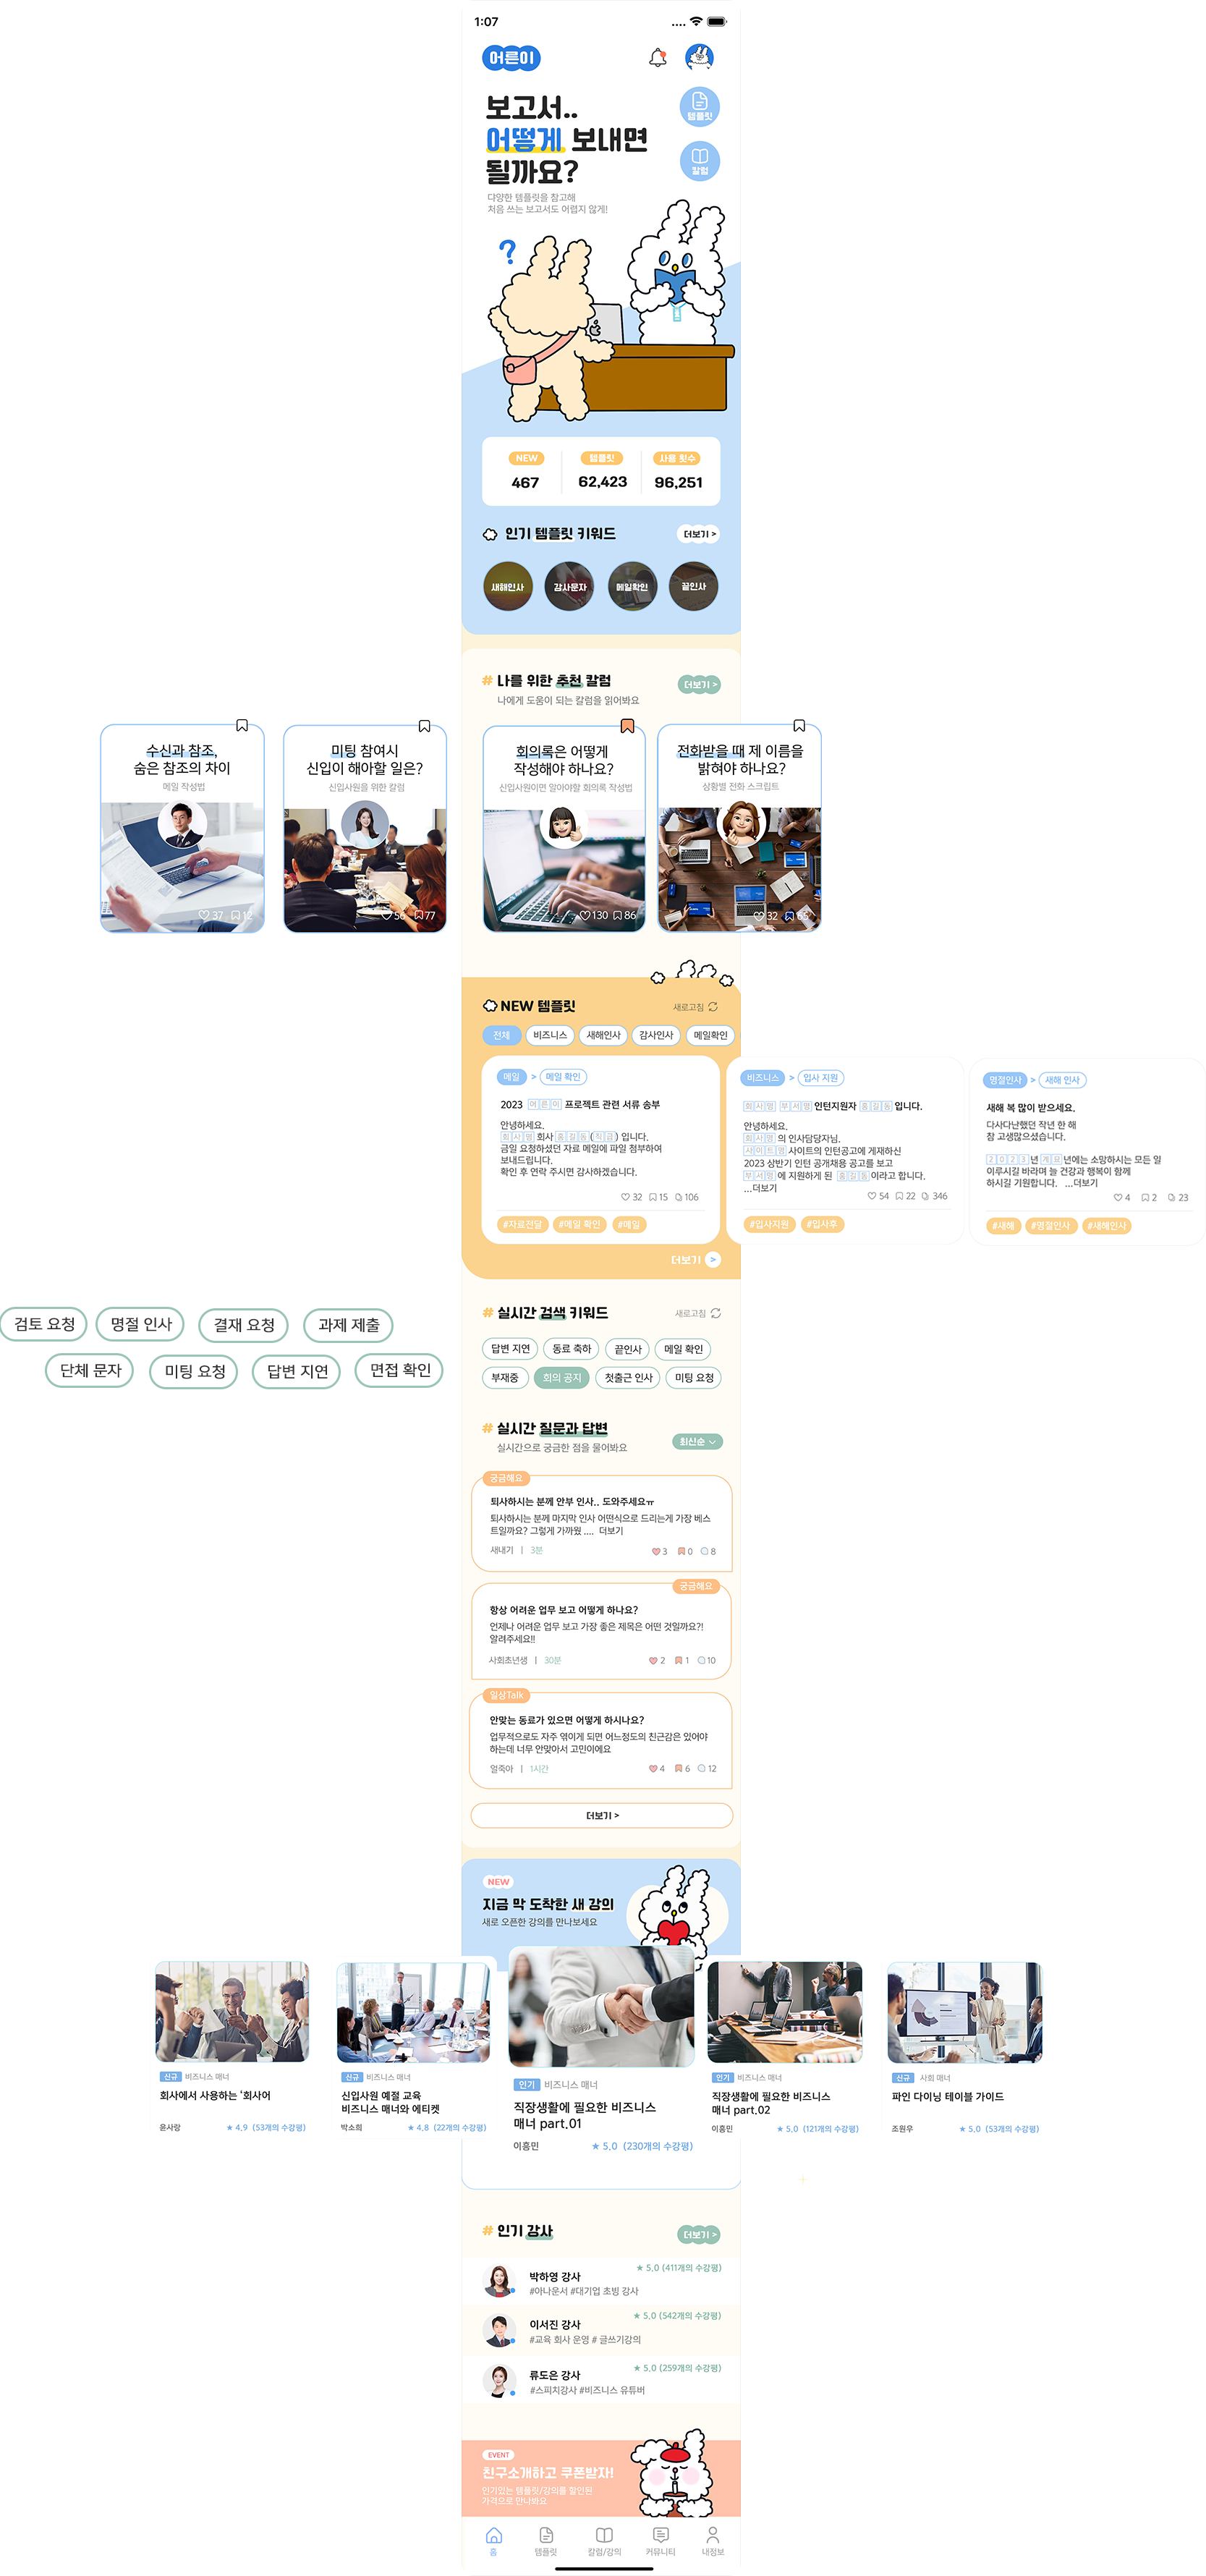 1:07
어른이
보고서..
어떻게 보내면
될까요?
다양한 템플릿을 참고해
처음 쓰는 보고서도 어렵지 않게!
템플릿
칼럼
?
NEW
467
템플릿
62,423
사용 횟수
96,251
인기 템플릿 키워드
더보기 >
새해인사
감사문자
메일확인
끝인사
# 나를 위한 추천 칼럼
더보기 >
나에게 도움이 되는 칼럼을 읽어봐요
수신과 참조,
숨은 참조의 차이
메일 작성법
37 12
미팅 참여시
신입이 해야할 일은?
신입사원을 위한 칼럼
56 77
회의록은 어떻게
작성해야 하나요?
신입사원이면 알아야할 회의록 작성법
130 86
전화받을 때 제 이름을
밝혀야 하나요?
상황별 전화 스크립트
32 65
NEW 템플릿
새로고침
전체
비즈니스
새해인사
감사인사
메일확인
메일 > 메일 확인
2023 어른이 프로젝트 관련 서류 송부
안녕하세요.
회사명 회사 홍길동(직급) 입니다.
금일 요청하셨던 자료 메일에 파일 첨부하여
보내드립니다.
확인 후 연락 주시면 감사하겠습니다.
32 15 106
#자료전달 #메일 확인 #메일
비즈니스 > 입사 지원
회사명 부서명 인턴지원자 홍길동 입니다.
안녕하세요.
회사명 의 인사담당자님,
사이트명 사이트의 인턴공고에 게재하신
2023 상반기 인턴 공개채용 공고를 보고
부서명 에 지원하게 된 홍길동 이라고 합니다.
...더보기
54 22 346
#입사지원 #입사후
명절인사 > 새해 인사
새해 복 많이 받으세요.
다사다난했던 작년 한 해
참 고생많으셨습니다.
2023년 계묘년에는 소망하시는 모든 일
이루시길 바라며 늘 건강과 행복이 함께
하시길 기원합니다. ...더보기
4 2 23
#새해 #명절인사 #새해인사
더보기 >
# 실시간 검색 키워드
새로고침
검토 요청
명절 인사
결재 요청
과제 제출
단체 문자
미팅 요청
답변 지연
면접 확인
답변 지연
동료 축하
끝인사
메일 확인
부재중
회의 공지
첫출근 인사
미팅 요청
# 실시간 질문과 답변
실시간으로 궁금한 점을 물어봐요
최신순
궁금해요
퇴사하시는 분께 안부 인사.. 도와주세요ㅠ
퇴사하시는 분께 마지막 인사 어떤식으로 드리는게 가장 베스
트일까요? 그렇게 가까웠 .... 더보기
새내기 | 3분
3 0 8
궁금해요
항상 어려운 업무 보고 어떻게 하나요?
언제나 어려운 업무 보고 가장 좋은 제목은 어떤 것일까요?!
알려주세요!!
사회초년생 | 30분
2 1 10
일상Talk
안맞는 동료가 있으면 어떻게 하시나요?
업무적으로도 자주 엮이게 되면 어느정도의 친근감은 있어야
하는데 너무 안맞아서 고민이에요
얼죽아 | 1시간
4 6 12
더보기 >
NEW
지금 막 도착한 새 강의
새로 오픈한 강의를 만나보세요
신규 비즈니스 매너
회사에서 사용하는 ‘회사어
윤사랑
★ 4.9 (53개의 수강평)
신규 비즈니스 매너
신입사원 예절 교육
비즈니스 매너와 에티켓
박소희
★ 4.8 (22개의 수강평)
인기 비즈니스 매너
직장생활에 필요한 비즈니스
매너 part.01
이흥민
★ 5.0 (230개의 수강평)
인기 비즈니스 매너
직장생활에 필요한 비즈니스
매너 part.02
이흥민
★ 5.0 (121개의 수강평)
신규 사회 매너
파인 다이닝 테이블 가이드
조원우
★ 5.0 (53개의 수강평)
# 인기 강사
더보기 >
★ 5.0 (411개의 수강평)
박하영 강사
#아나운서 #대기업 초빙 강사
★ 5.0 (542개의 수강평)
이서진 강사
#교육 회사 운영 # 글쓰기강의
★ 5.0 (259개의 수강평)
류도은 강사
#스피치강사 #비즈니스 유튜버
EVENT
친구소개하고 쿠폰받자!
인기있는 템플릿/강의를 할인된
가격으로 만나봐요
홈
템플릿
칼럼/강의
커뮤니티
내정보